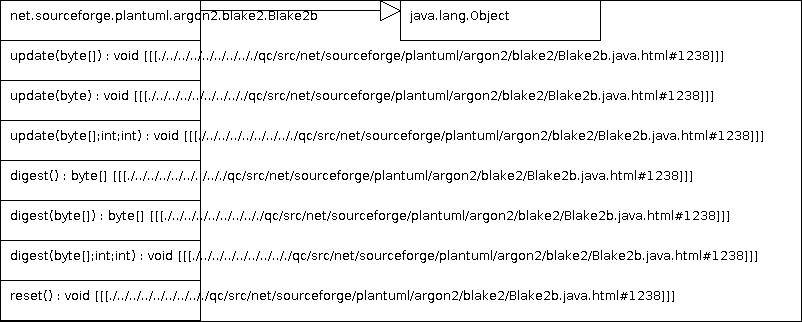 net.sourceforge.plantuml.argon2.blake2.Blake2b
java.lang.Object
update(byte[]) : void [[[./../../../../../../../../qc/src/net/sourceforge/plantuml/argon2/blake2/Blake2b.java.html#1238]]]
update(byte) : void [[[./../../../../../../../../qc/src/net/sourceforge/plantuml/argon2/blake2/Blake2b.java.html#1238]]]
update(byte[];int;int) : void [[[./../../../../../../../../qc/src/net/sourceforge/plantuml/argon2/blake2/Blake2b.java.html#1238]]]
digest() : byte[] [[[./../../../../../../../../qc/src/net/sourceforge/plantuml/argon2/blake2/Blake2b.java.html#1238]]]
digest(byte[]) : byte[] [[[./../../../../../../../../qc/src/net/sourceforge/plantuml/argon2/blake2/Blake2b.java.html#1238]]]
digest(byte[];int;int) : void [[[./../../../../../../../../qc/src/net/sourceforge/plantuml/argon2/blake2/Blake2b.java.html#1238]]]
reset() : void [[[./../../../../../../../../qc/src/net/sourceforge/plantuml/argon2/blake2/Blake2b.java.html#1238]]]